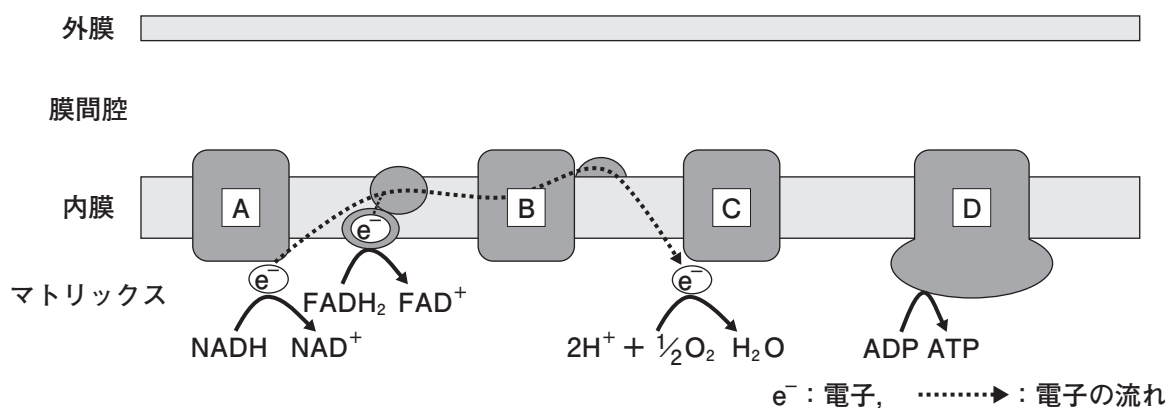 外膜
膜間腔
内膜
A
B
C
D
e⁻
e⁻
e⁻
マトリックス
FADH₂ FAD⁺
NADH NAD⁺
2H⁺ + ½O₂ H₂O
ADP ATP
e⁻：電子, ：電子の流れ